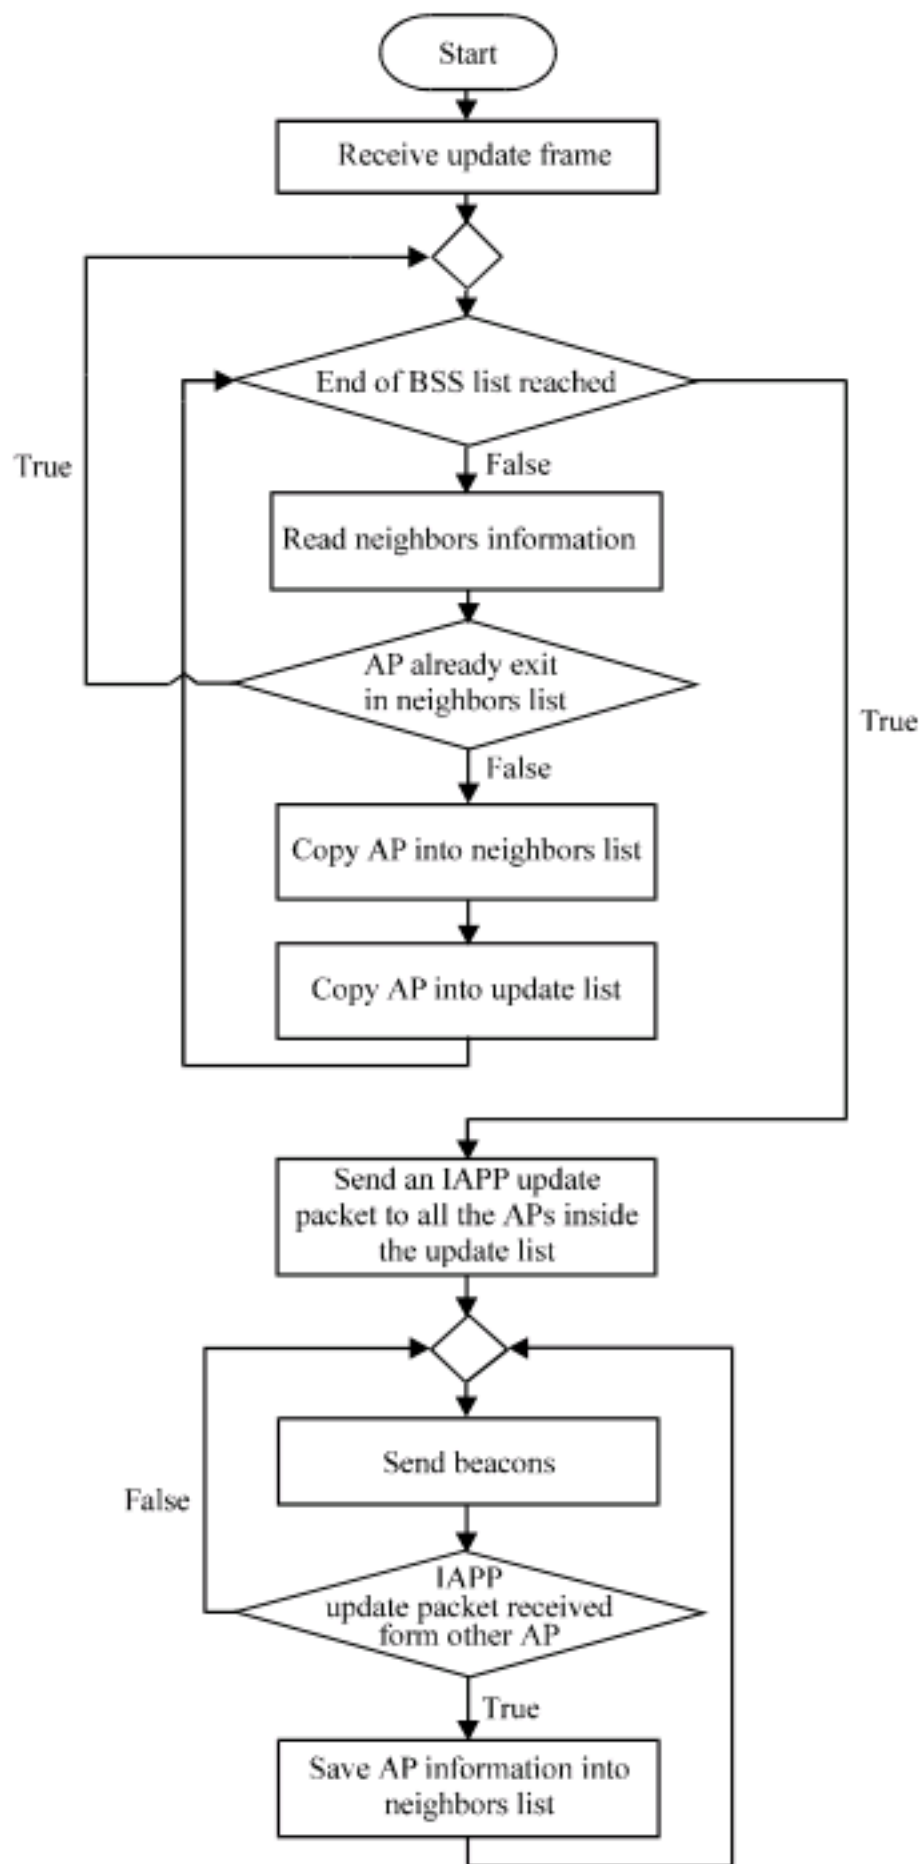 Start
Receive update frame
End of BSS list reached
True
False
Read neighbors information
AP already exit
in neighbors list
True
False
Copy AP into neighbors list
Copy AP into update list
Send an IAPP update
packet to all the APs inside
the update list
Send beacons
False
IAPP
update packet received
form other AP
True
Save AP information into
neighbors list